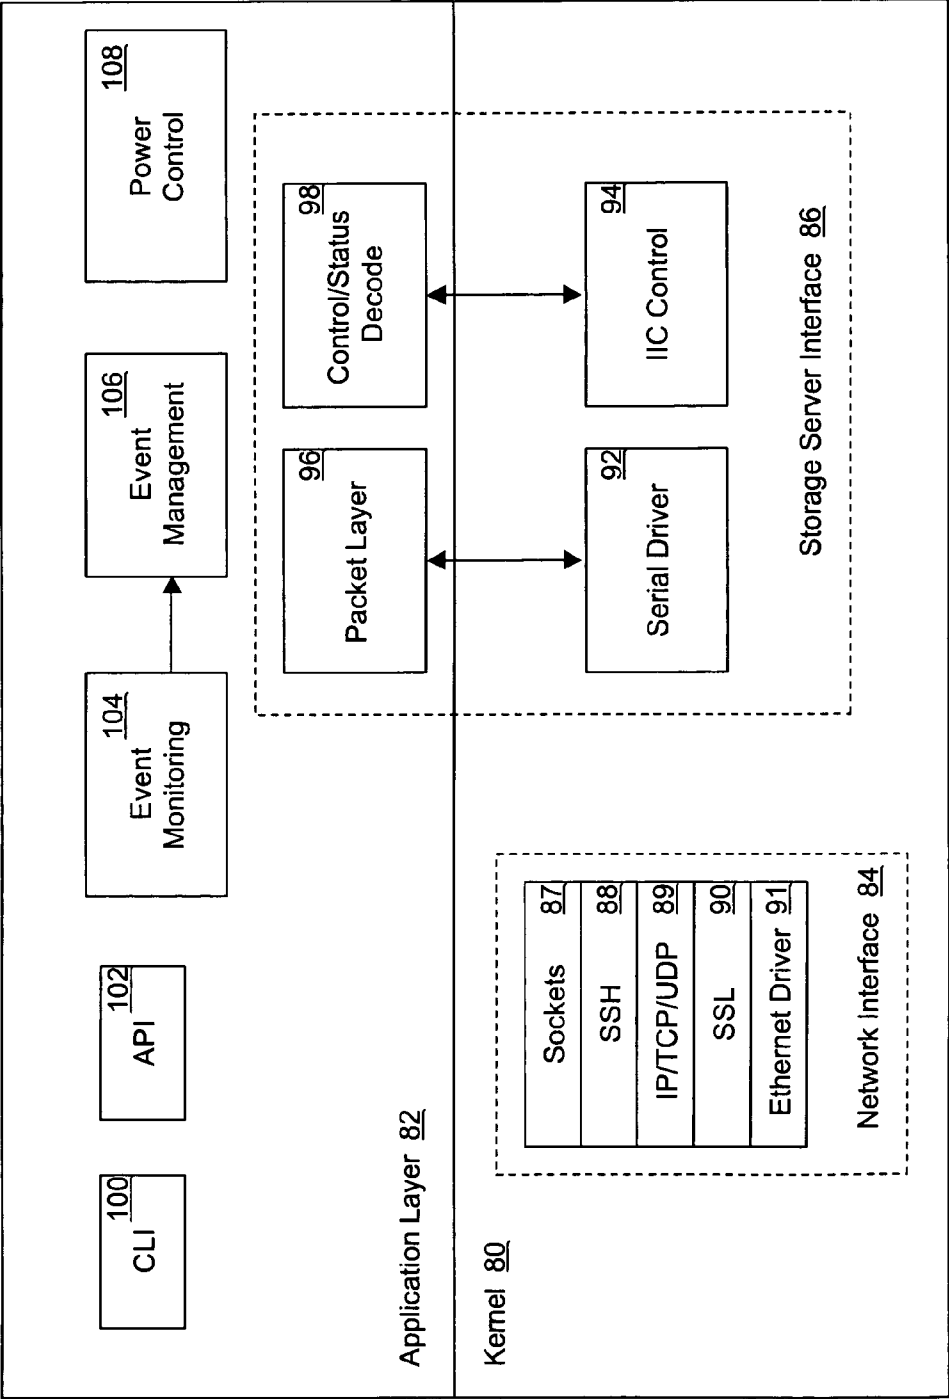 100
CLI
102
API
104
Event
Monitoring
106
Event
Management
108
Power
Control
96
Packet Layer
98
Control/Status
Decode
Application Layer 82
Kernel 80
Sockets 87
SSH 88
IP/TCP/UDP 89
SSL 90
Ethernet Driver 91
Network Interface 84
92
Serial Driver
94
IIC Control
Storage Server Interface 86